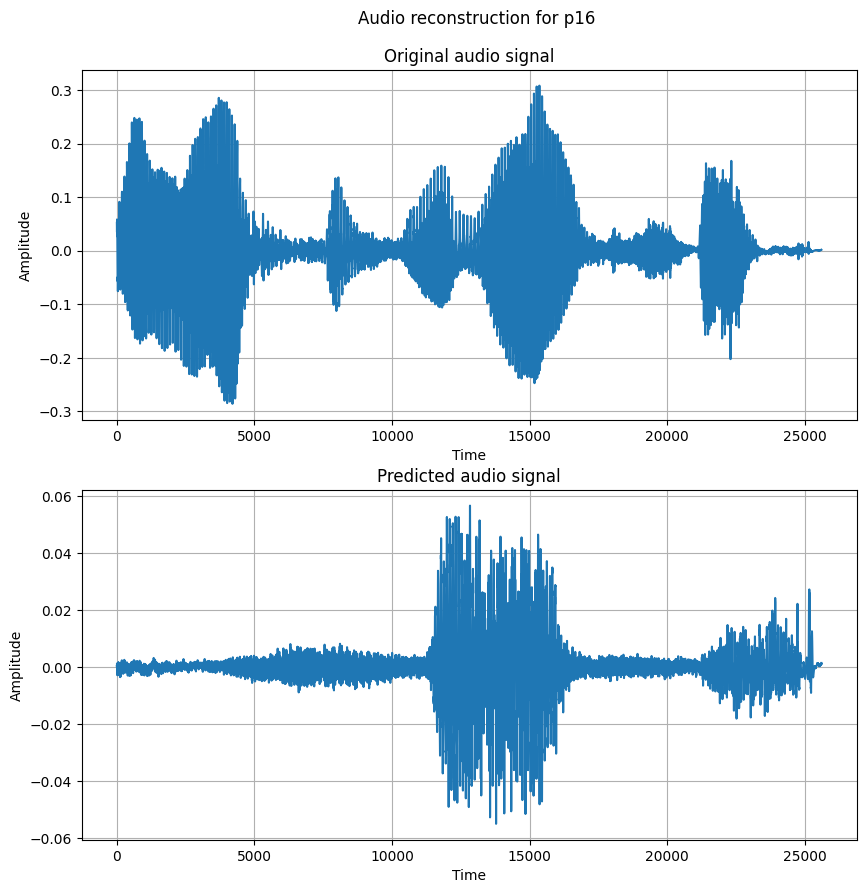 Audio reconstruction for p16
Original audio signal
0.3
0.2
0.1
0.0
−0.1
−0.2
−0.3
Amplitude
0 5000 10000 15000 20000 25000
Time
Predicted audio signal
0.06
0.04
0.02
0.00
−0.02
−0.04
−0.06
Amplitude
0 5000 10000 15000 20000 25000
Time